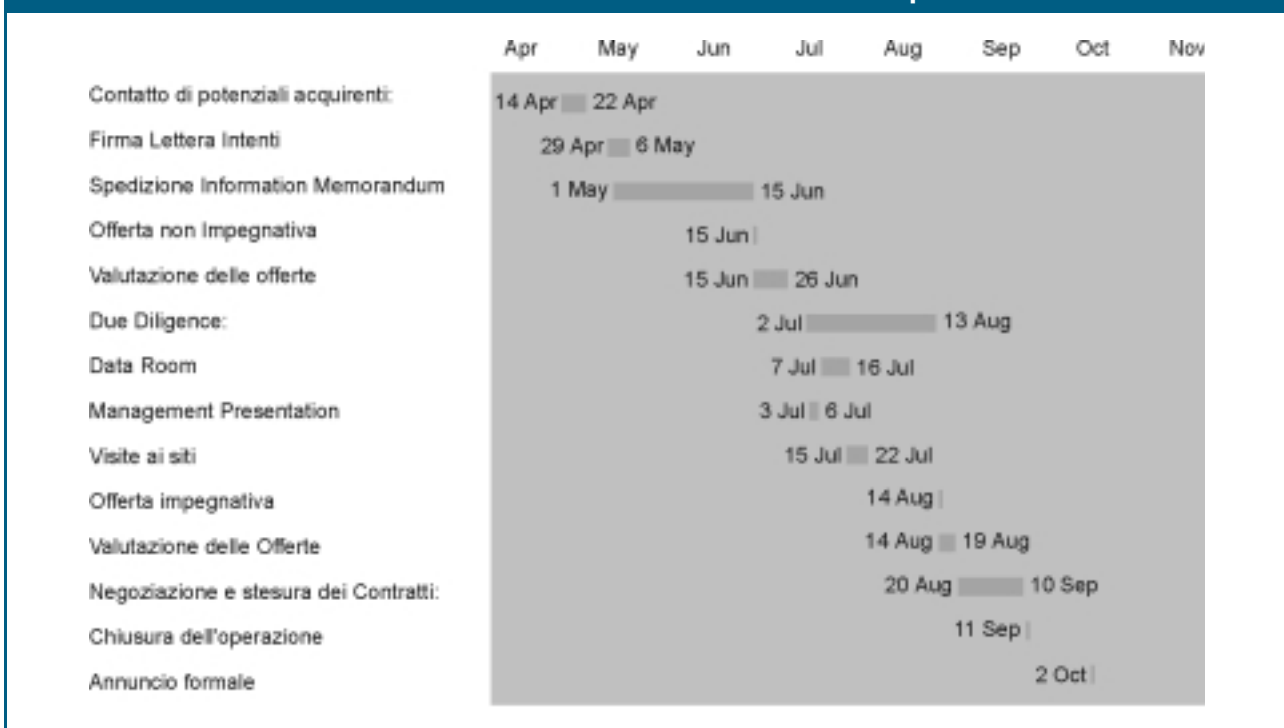 Apr May Jun Jul Aug Sep Oct Nov
Contatto di potenziali acquirenti: 14 Apr 22 Apr
Firma Lettera Intenti 29 Apr 6 May
Spedizione Information Memorandum 1 May 15 Jun
Offerta non Impegnativa 15 Jun
Valutazione delle offerte 15 Jun 26 Jun
Due Diligence: 2 Jul 13 Aug
Data Room 7 Jul 16 Jul
Management Presentation 3 Jul 6 Jul
Visite ai siti 15 Jul 22 Jul
Offerta impegnativa 14 Aug
Valutazione delle Offerte 14 Aug 19 Aug
Negoziazione e stesura dei Contratti: 20 Aug 10 Sep
Chiusura dell'operazione 11 Sep
Annuncio formale 2 Oct